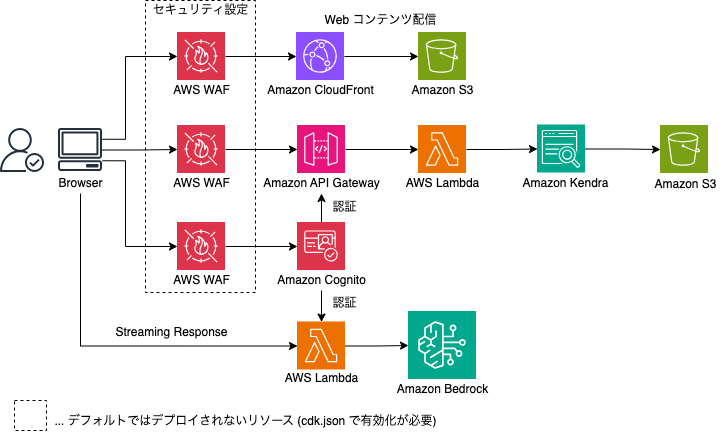 セキュリティ設定
Web コンテンツ配信
AWS WAF
Amazon CloudFront
Amazon S3
Browser
AWS WAF
Amazon API Gateway
AWS Lambda
Amazon Kendra
Amazon S3
認証
AWS WAF
Amazon Cognito
認証
Streaming Response
AWS Lambda
Amazon Bedrock
... デフォルトではデプロイされないリソース (cdk.json で有効化が必要)